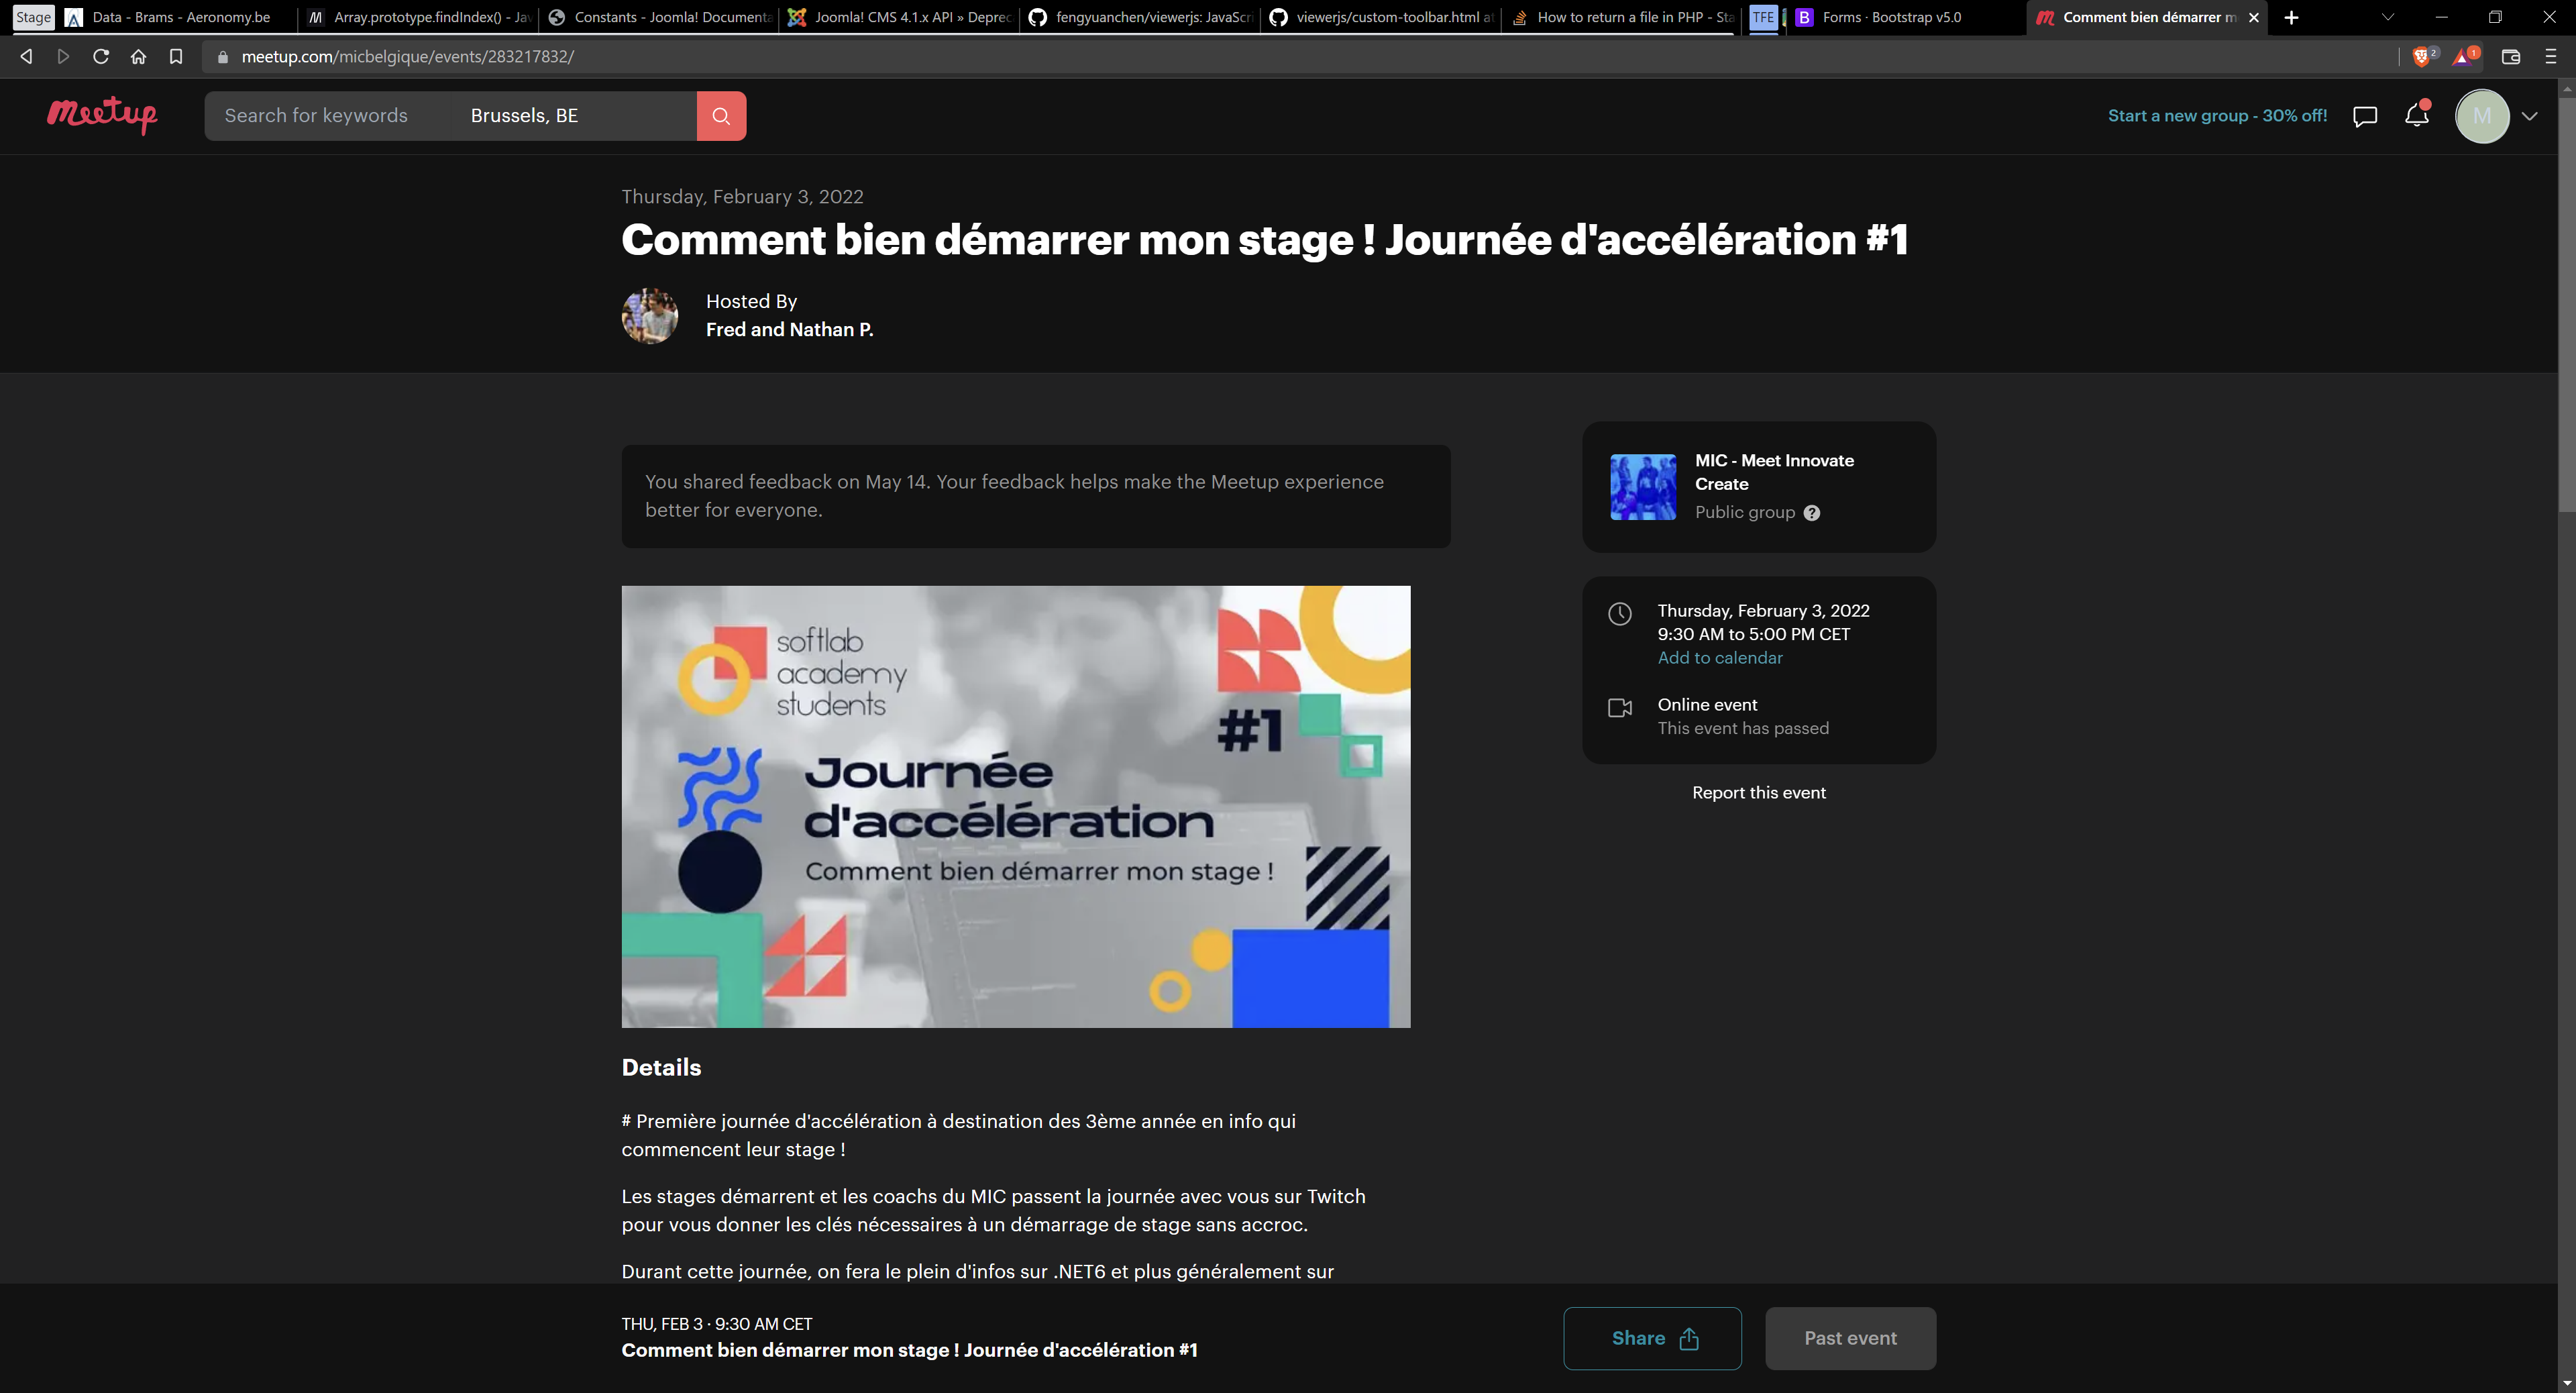 Stage
Data - Brams - Aeronomy.be
Array.prototype.findIndex() - Jav
Constants - Joomla! Documenta
Joomla! CMS 4.1.x API » Deprec
fengyuanchen/viewerjs: JavaScri
viewerjs/custom-toolbar.html at
How to return a file in PHP - Sta
TFE
Forms · Bootstrap v5.0
Comment bien démarrer m
meetup.com/micbelgique/events/283217832/
2
1
Meetup
Search for keywords
Brussels, BE
Start a new group - 30% off!
M
Thursday, February 3, 2022
Comment bien démarrer mon stage ! Journée d'accélération #1
Hosted By
Fred and Nathan P.
You shared feedback on May 14. Your feedback helps make the Meetup experience
better for everyone.
MIC - Meet Innovate
Create
Public group
Thursday, February 3, 2022
9:30 AM to 5:00 PM CET
Add to calendar
Online event
This event has passed
Report this event
softlab
academy
students
#1
Journée
d'accélération
Comment bien démarrer mon stage !
Details
# Première journée d'accélération à destination des 3ème année en info qui
commencent leur stage !
Les stages démarrent et les coachs du MIC passent la journée avec vous sur Twitch
pour vous donner les clés nécessaires à un démarrage de stage sans accroc.
Durant cette journée, on fera le plein d'infos sur .NET6 et plus généralement sur
THU, FEB 3 · 9:30 AM CET
Comment bien démarrer mon stage ! Journée d'accélération #1
Share
Past event